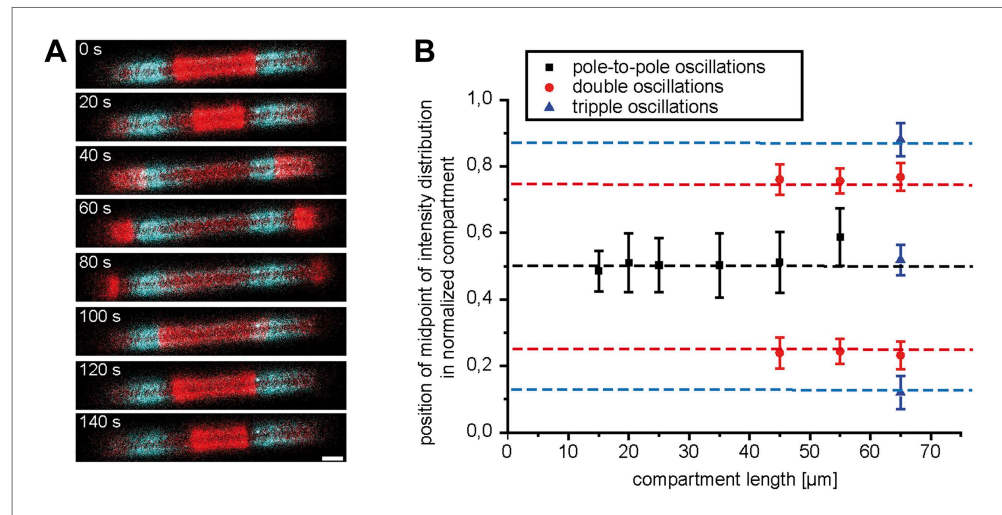 A
0 s
20 s
40 s
60 s
80 s
100 s
120 s
140 s
B
pole-to-pole oscillations
double oscillations
tripple oscillations
position of midpoint of intensity distribution
in normalized compartment
1,0
0,8
0,6
0,4
0,2
0,0
0 10 20 30 40 50 60 70
compartment length [µm]